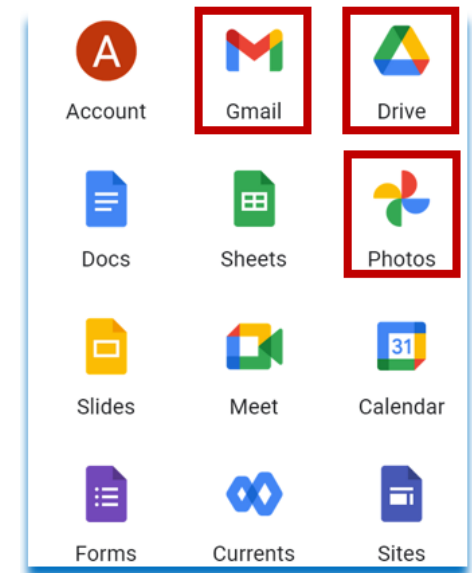 A
Account Gmail Drive
Docs Sheets Photos
31
Slides Meet Calendar
Forms Currents Sites